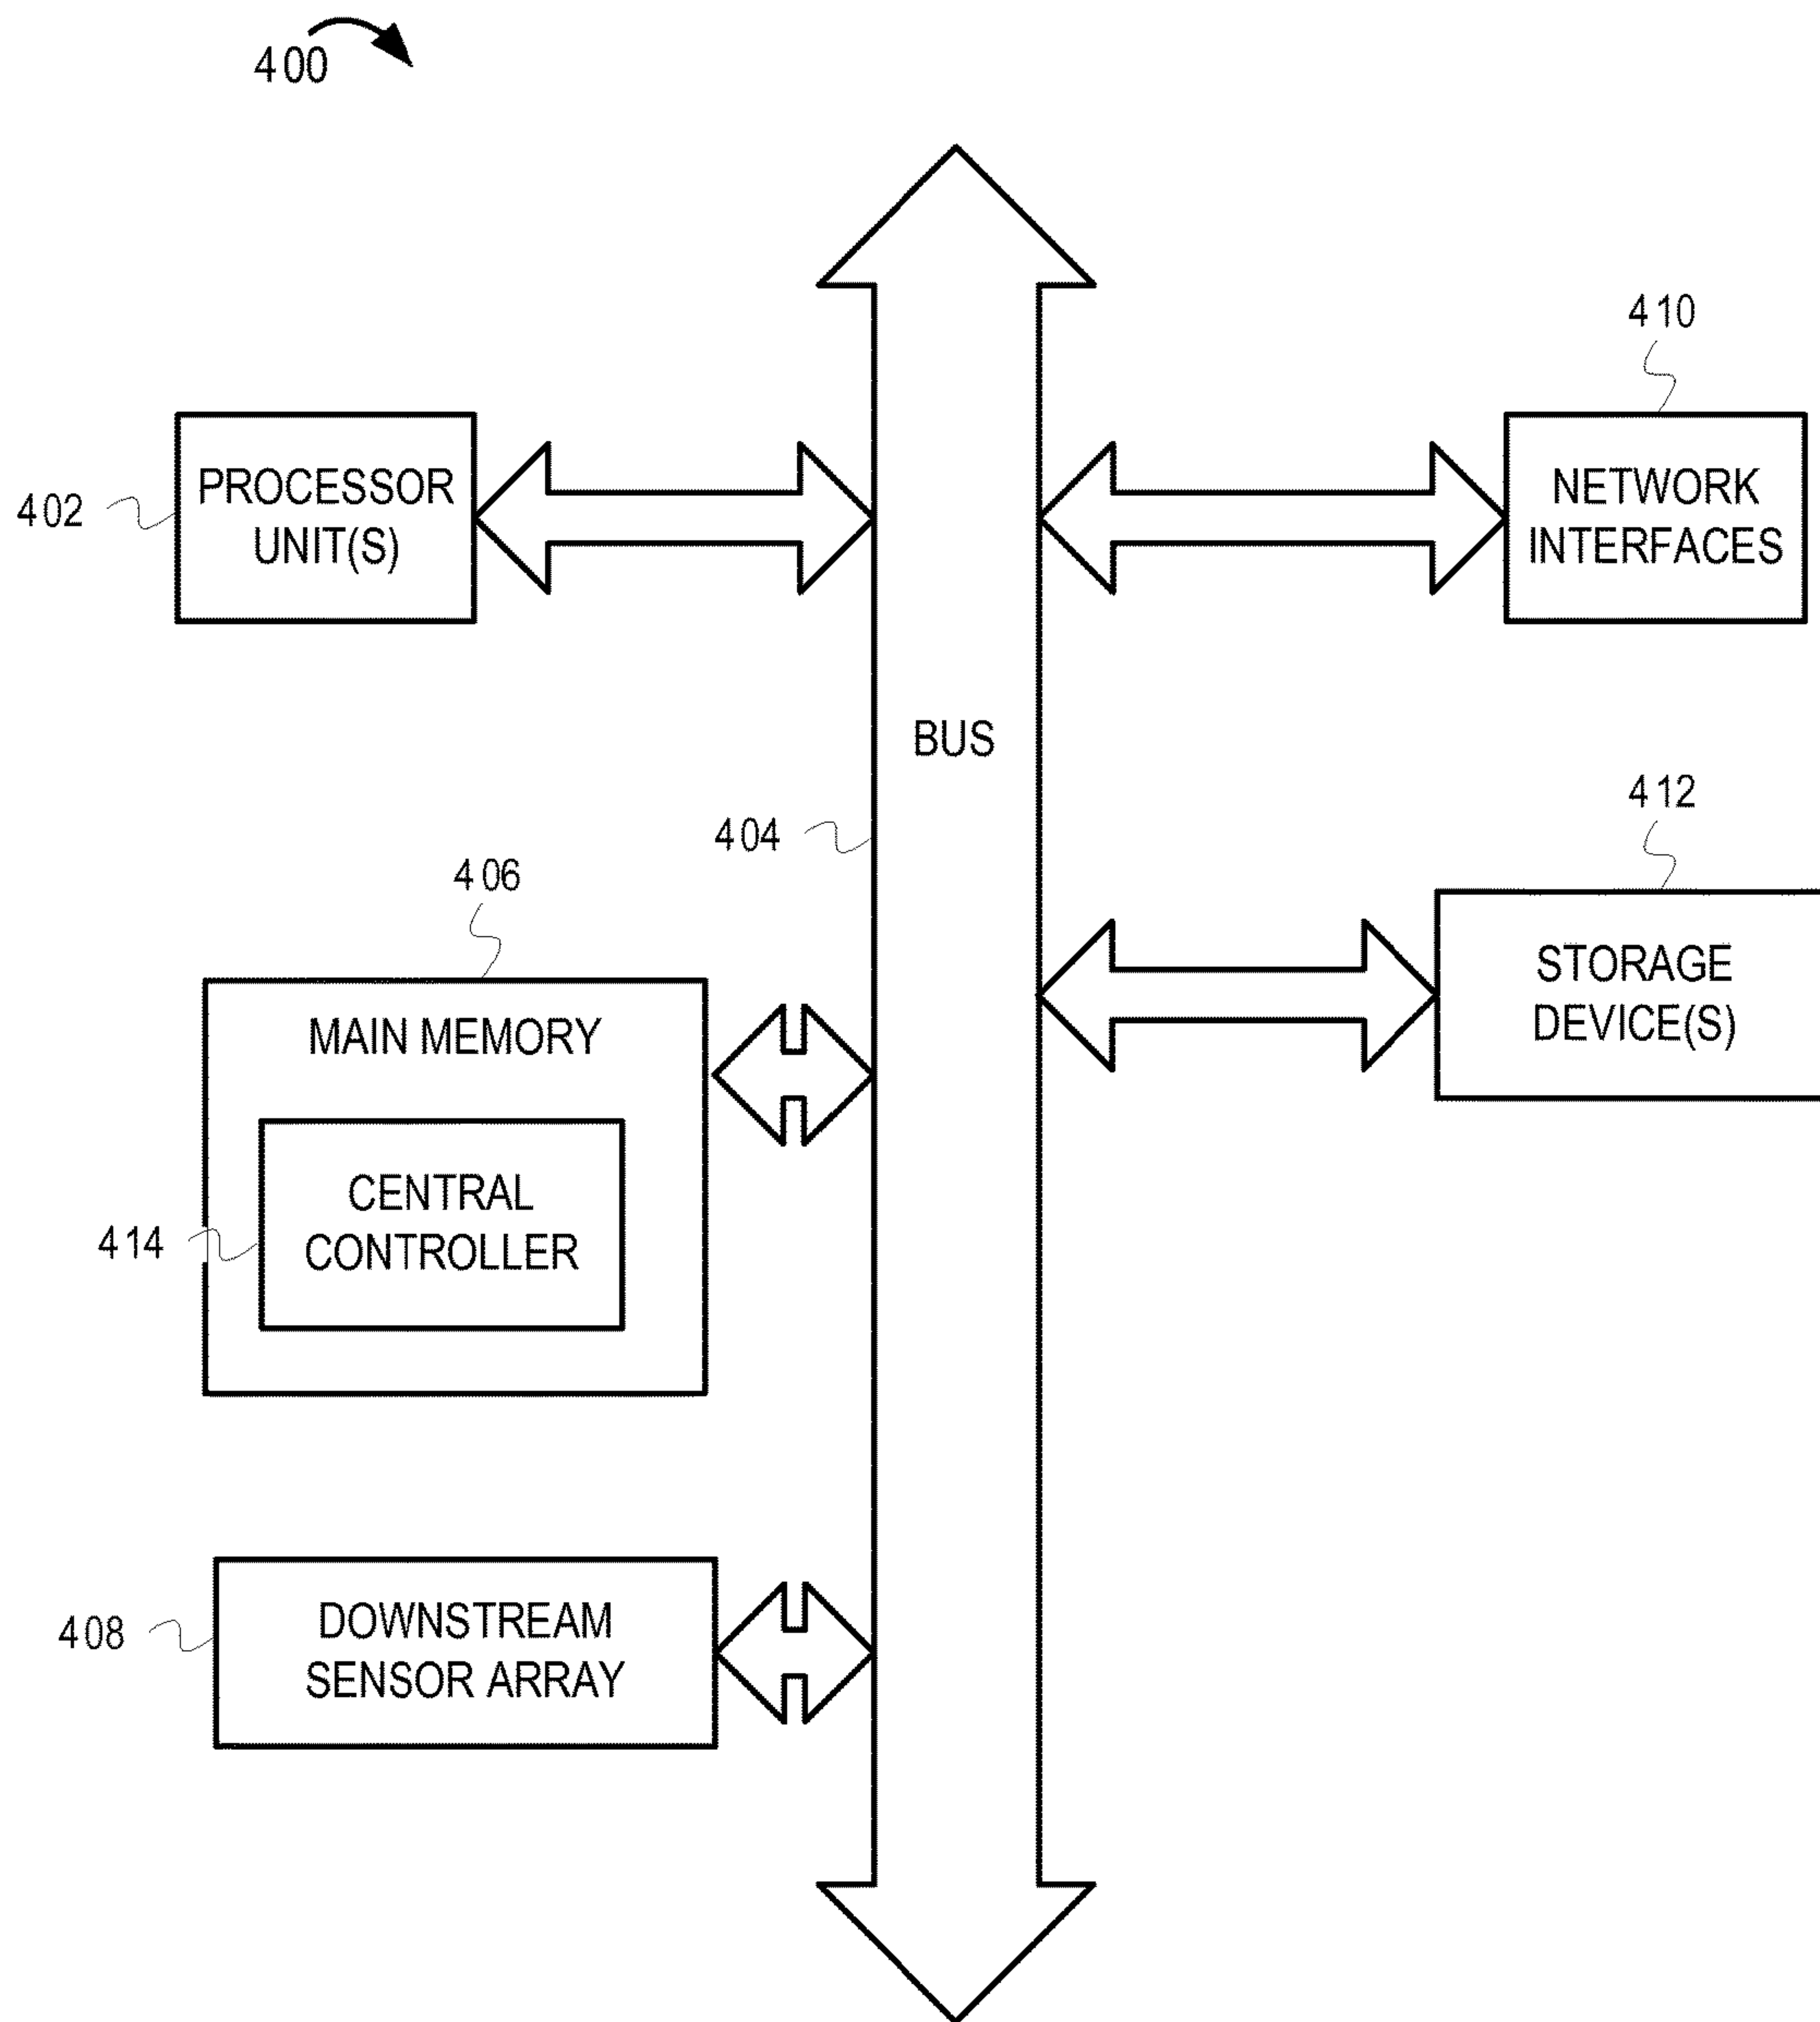 400
410
402
PROCESSOR
UNIT(S)
NETWORK
INTERFACES
BUS
412
404
406
STORAGE
DEVICE(S)
MAIN MEMORY
CENTRAL
CONTROLLER
414
408
DOWNSTREAM
SENSOR ARRAY